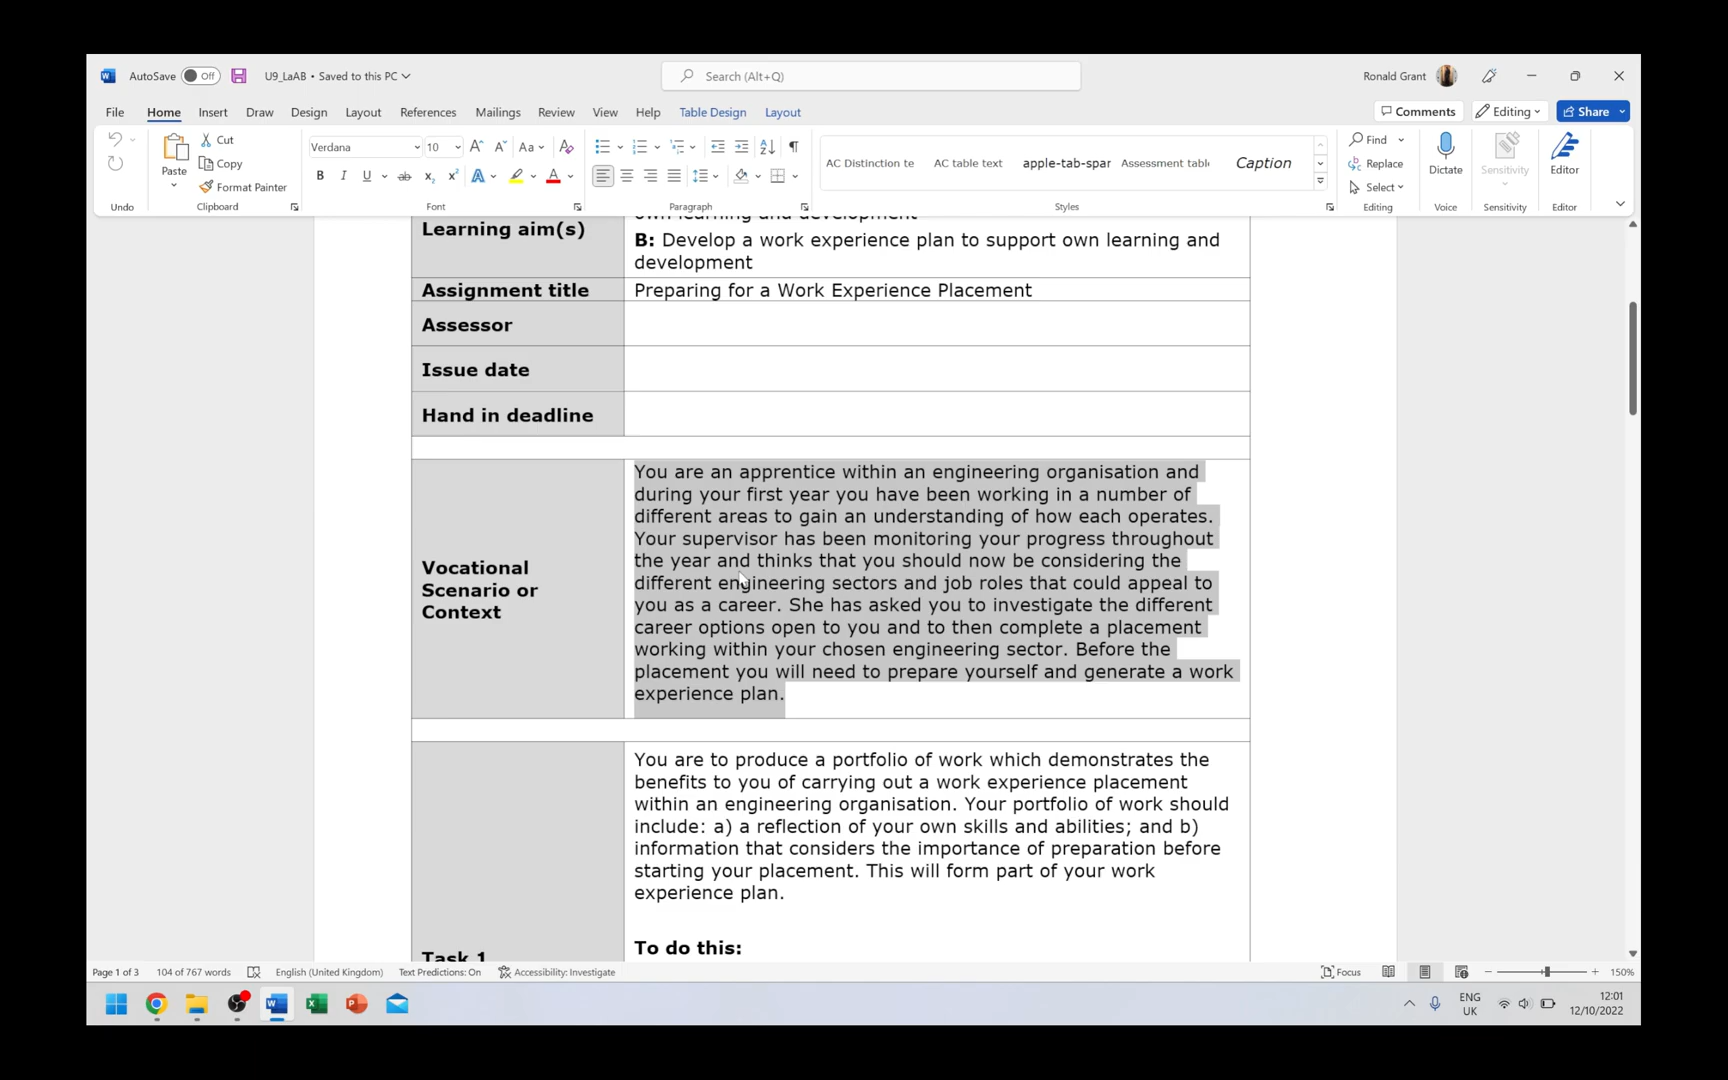 AutoSave Off U9_LaAB • Saved to this PC Search (Alt+Q) Ronald Grant
File Home Insert Draw Design Layout References Mailings Review View Help Table Design Layout Comments Editing Share
Paste Cut Copy Format Painter
Verdana 10
AC Distinction te AC table text apple-tab-spar Assessment table Caption
Find Replace Select
Dictate Sensitivity Editor
Undo Clipboard Font Paragraph Styles Editing Voice Sensitivity Editor
own learning and development
Learning aim(s)
B: Develop a work experience plan to support own learning and
development
Assignment title Preparing for a Work Experience Placement
Assessor
Issue date
Hand in deadline
Vocational
Scenario or
Context
You are an apprentice within an engineering organisation and
during your first year you have been working in a number of
different areas to gain an understanding of how each operates.
Your supervisor has been monitoring your progress throughout
the year and thinks that you should now be considering the
different engineering sectors and job roles that could appeal to
you as a career. She has asked you to investigate the different
career options open to you and to then complete a placement
working within your chosen engineering sector. Before the
placement you will need to prepare yourself and generate a work
experience plan.
You are to produce a portfolio of work which demonstrates the
benefits to you of carrying out a work experience placement
within an engineering organisation. Your portfolio of work should
include: a) a reflection of your own skills and abilities; and b)
information that considers the importance of preparation before
starting your placement. This will form part of your work
experience plan.
To do this:
Task 1
Page 1 of 3 104 of 767 words English (United Kingdom) Text Predictions: On Accessibility: Investigate Focus 150%
ENG
UK
12:01
12/10/2022